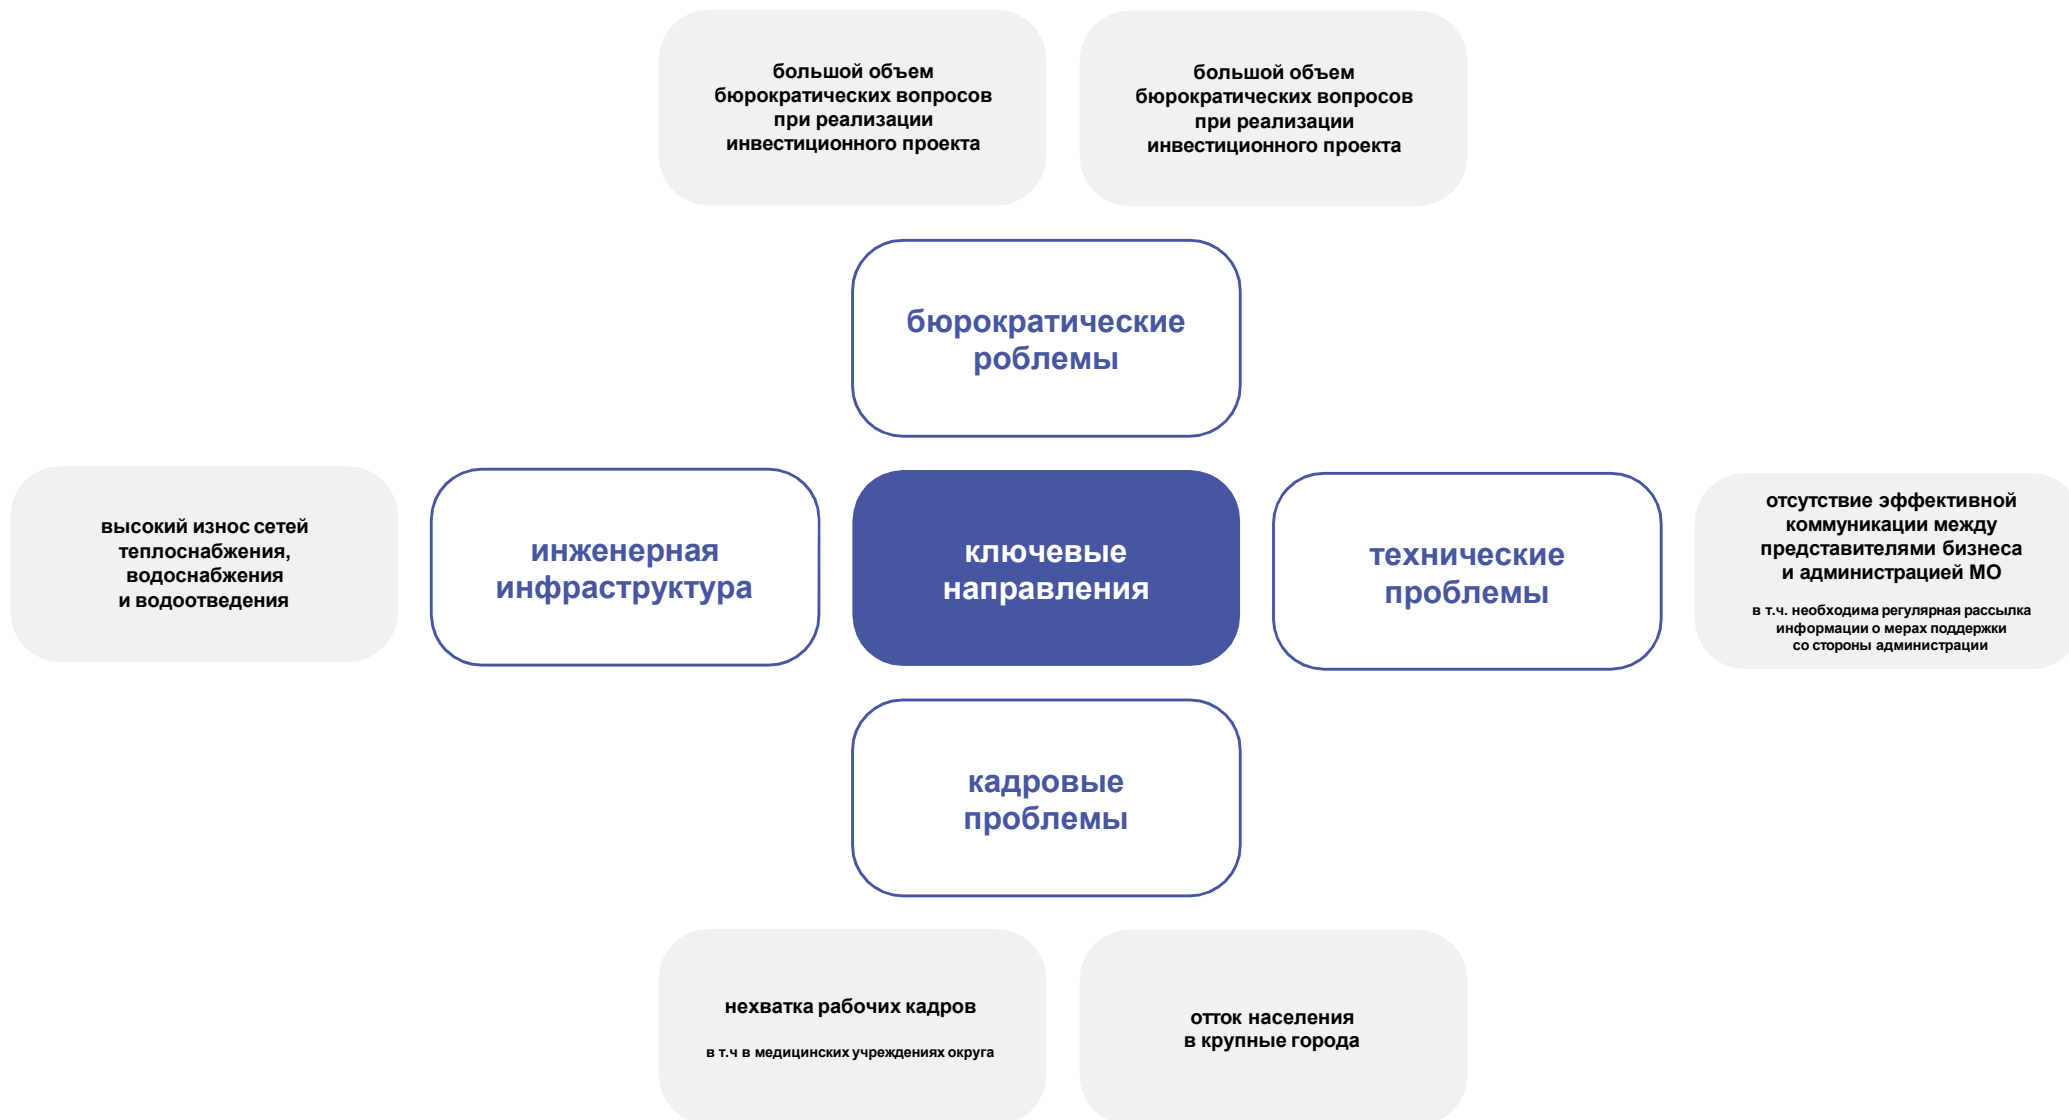 большой объем
бюрократических вопросов
при реализации
инвестиционного проекта
большой объем
бюрократических вопросов
при реализации
инвестиционного проекта
бюрократические
роблемы
высокий износ сетей
теплоснабжения,
водоснабжения
и водоотведения
инженерная
инфраструктура
ключевые
направления
технические
проблемы
отсутствие эффективной
коммуникации между
представителями бизнеса
и администрацией МО
в т.ч. необходима регулярная рассылка
информации о мерах поддержки
со стороны администрации
кадровые
проблемы
нехватка рабочих кадров
в т.ч в медицинских учреждениях округа
отток населения
в крупные города